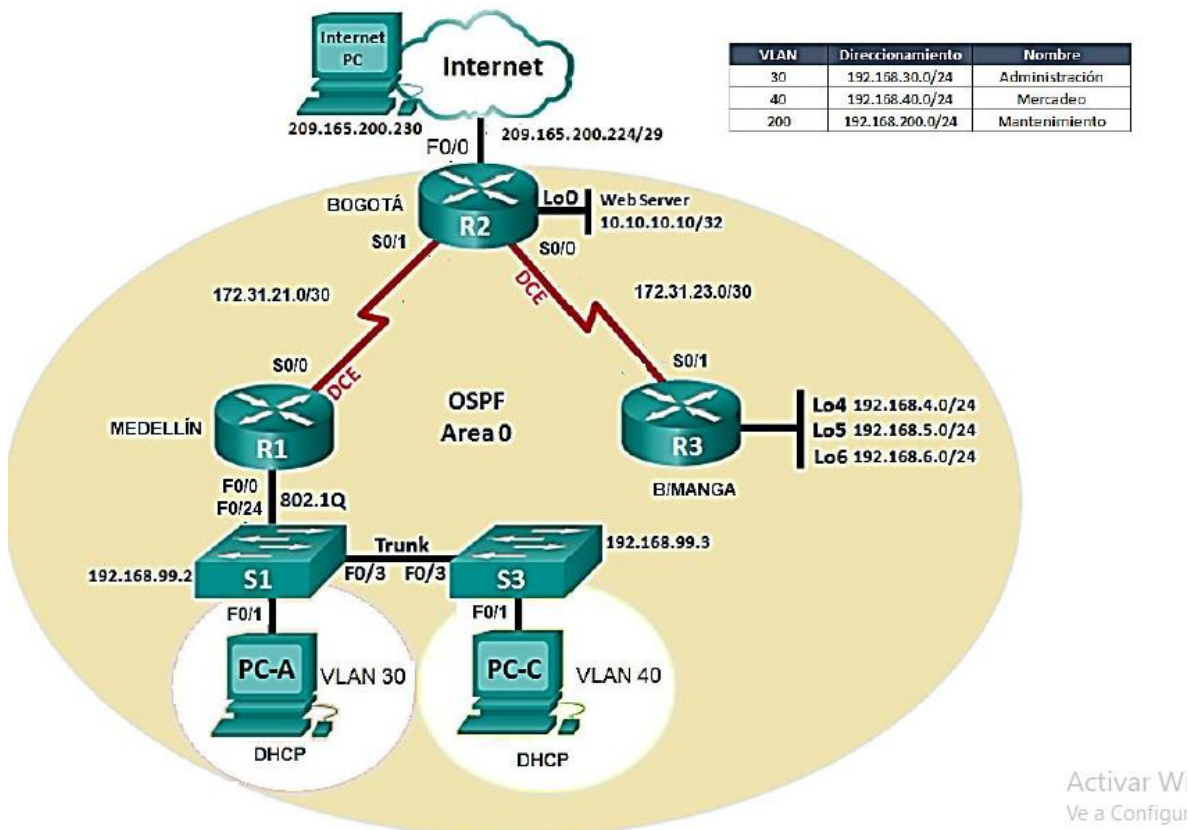 Internet
PC
Internet
209.165.200.230
209.165.200.224/29
F0/0
VLAN Direccionamiento Nombre
30 192.168.30.0/24 Administración
40 192.168.40.0/24 Mercadeo
200 192.168.200.0/24 Mantenimiento
BOGOTÁ
R2
Lo0
Web Server
10.10.10.10/32
S0/1
S0/0
DCE
172.31.21.0/30
172.31.23.0/30
S0/0
DCE
S0/1
OSPF
Area 0
MEDELLÍN
R1
R3
B/MANGA
Lo4 192.168.4.0/24
Lo5 192.168.5.0/24
Lo6 192.168.6.0/24
F0/0
F0/24
802.1Q
Trunk
192.168.99.3
192.168.99.2
S1
F0/3
F0/3
S3
F0/1
F0/1
PC-A
VLAN 30
PC-C
VLAN 40
DHCP
DHCP
Activar Wi
Ve a Configur